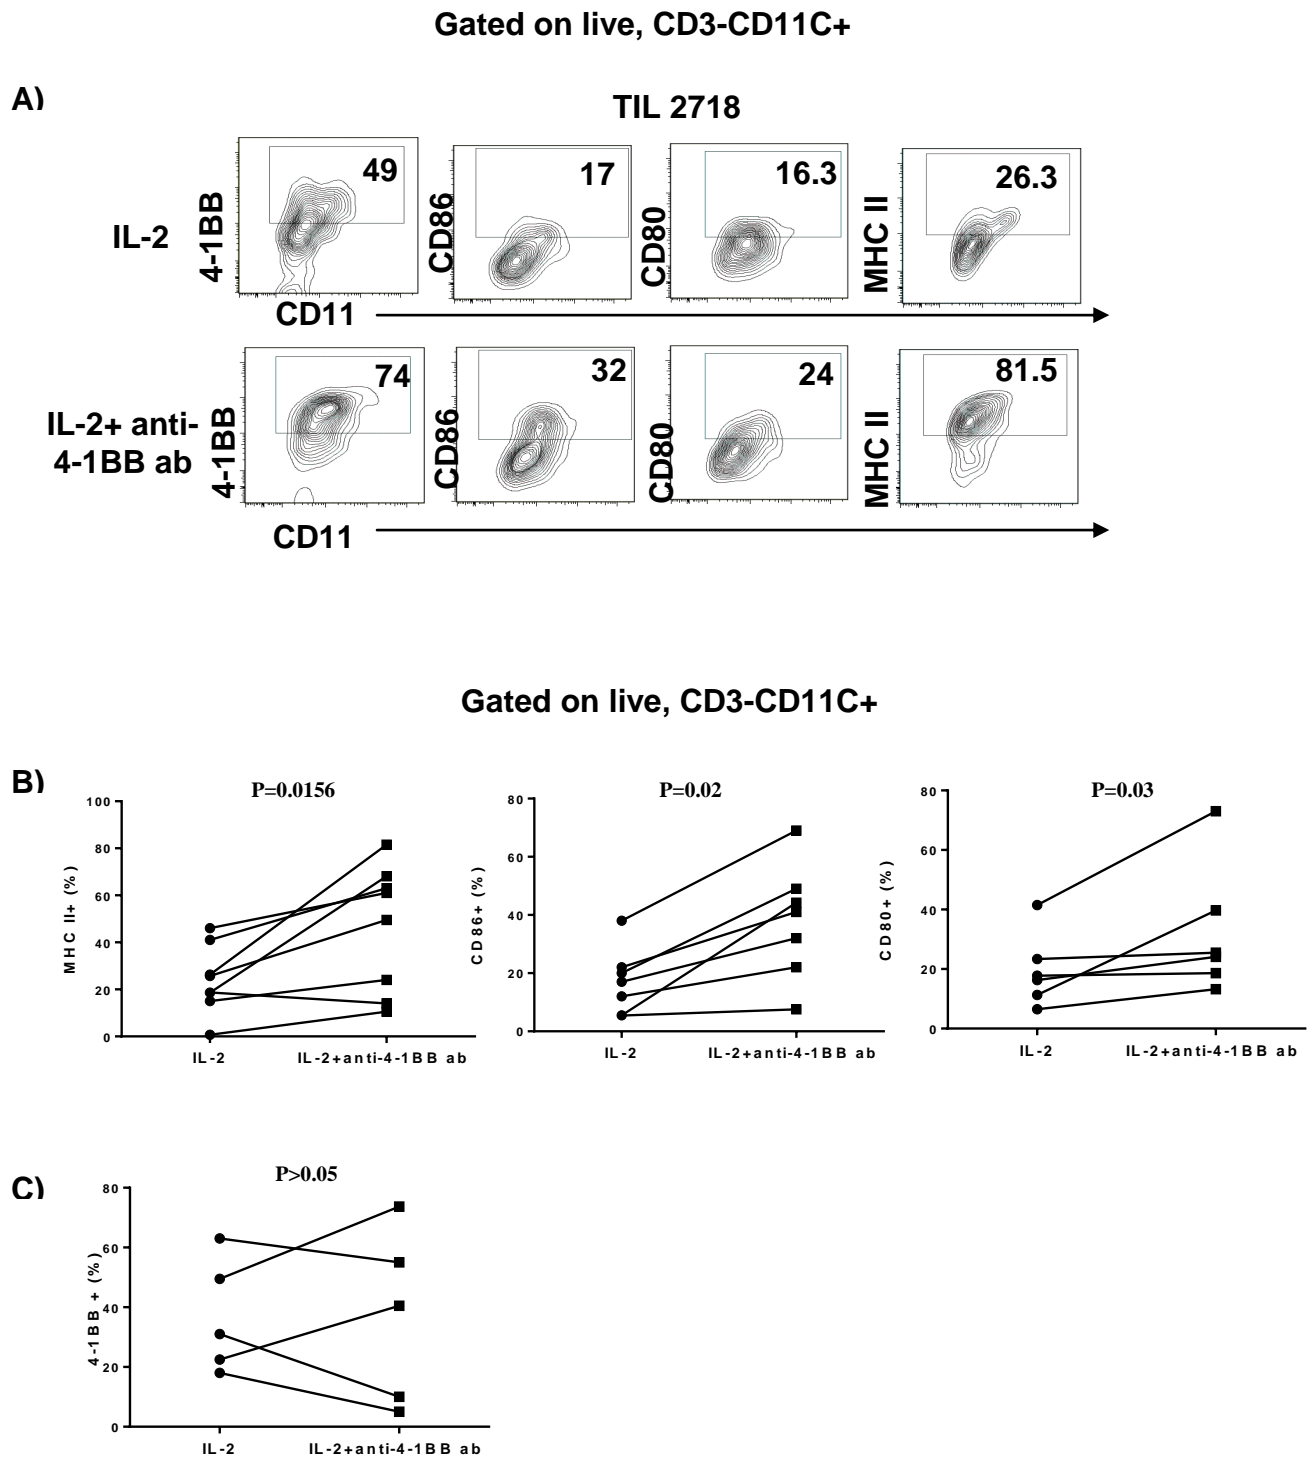 Gated on live, CD3-CD11C+
A)
TIL 2718
IL-2
4-1BB
49
CD86
17
CD80
16.3
MHC II
26.3
CD11
IL-2+ anti-
4-1BB ab
4-1BB
74
CD86
32
CD80
24
MHC II
81.5
CD11
Gated on live, CD3-CD11C+
B)
P=0.0156
MHC II+ (%)
100
80
60
40
20
0
IL-2
IL-2+anti-4-1BB ab
P=0.02
CD86+ (%)
80
60
40
20
0
IL-2
IL-2+anti-4-1BB ab
P=0.03
CD80+ (%)
80
60
40
20
0
IL-2
IL-2+anti-4-1BB ab
C)
P>0.05
4-1BB + (%)
80
60
40
20
0
IL-2
IL-2+anti-4-1BB ab